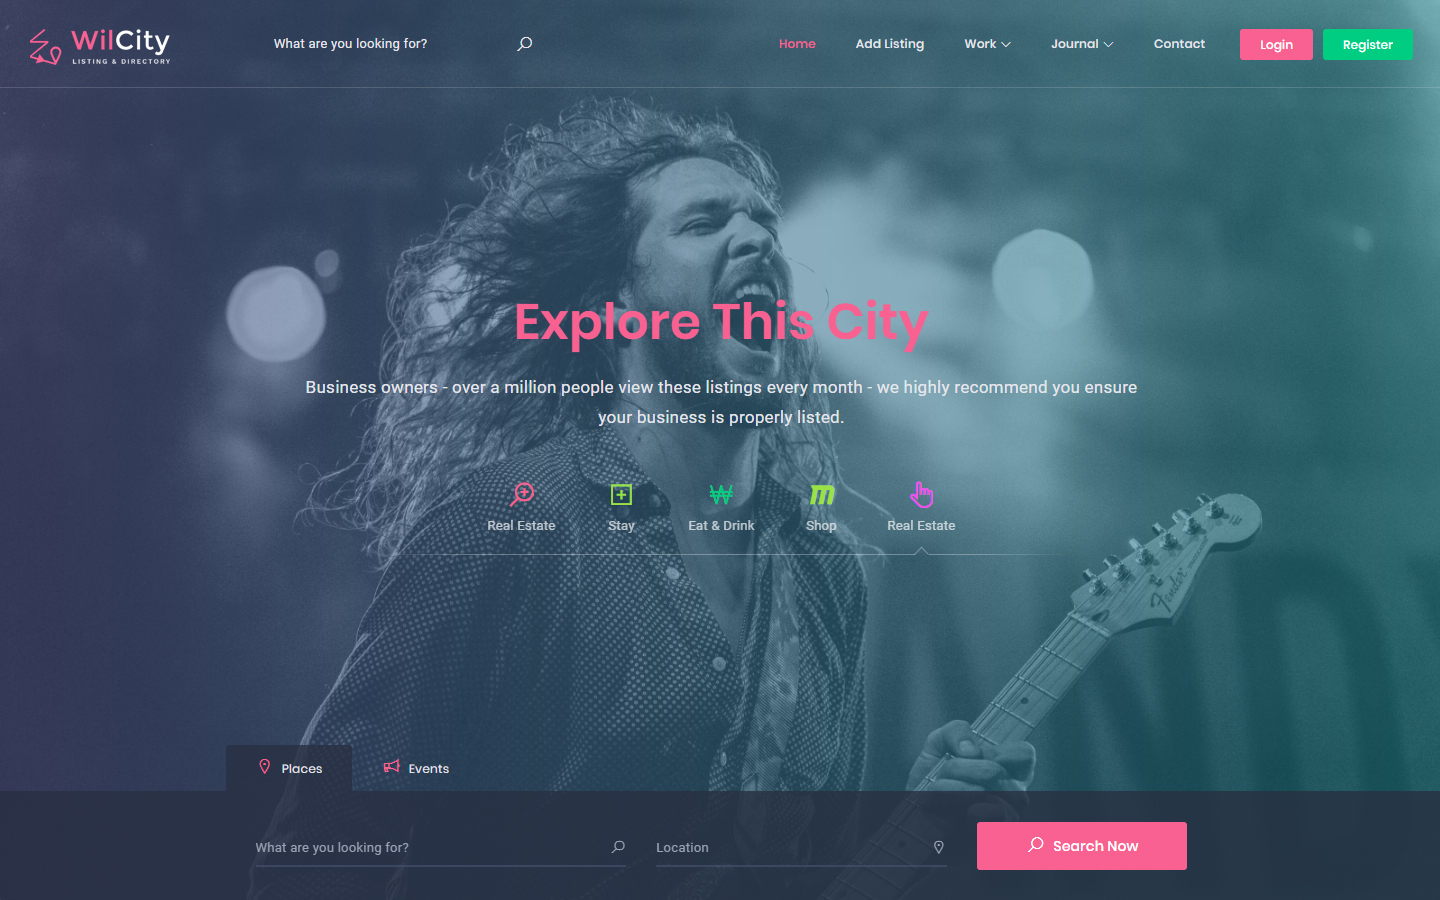 WilCity
LISTING & DIRECTORY
What are you looking for?
Home
Add Listing
Work
Journal
Contact
Login
Register
Explore This City
Business owners - over a million people view these listings every month - we highly recommend you ensure
your business is properly listed.
Real Estate
Stay
Eat & Drink
Shop
Real Estate
Fender
Places
Events
What are you looking for?
Location
Search Now